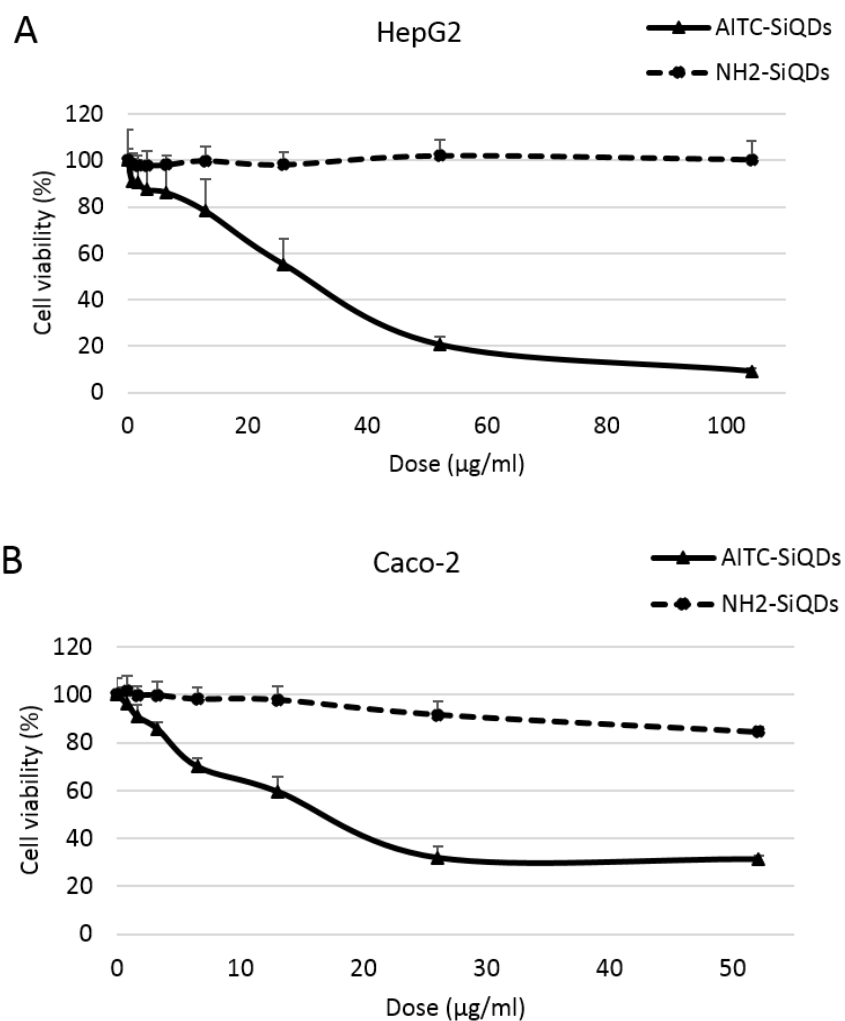 A
HepG2
AITC-SiQDs
NH2-SiQDs
120
100
80
60
40
20
0
Cell viability (%)
0 20 40 60 80 100
Dose (µg/ml)
B
Caco-2
AITC-SiQDs
NH2-SiQDs
120
100
80
60
40
20
0
Cell viability (%)
0 10 20 30 40 50
Dose (µg/ml)